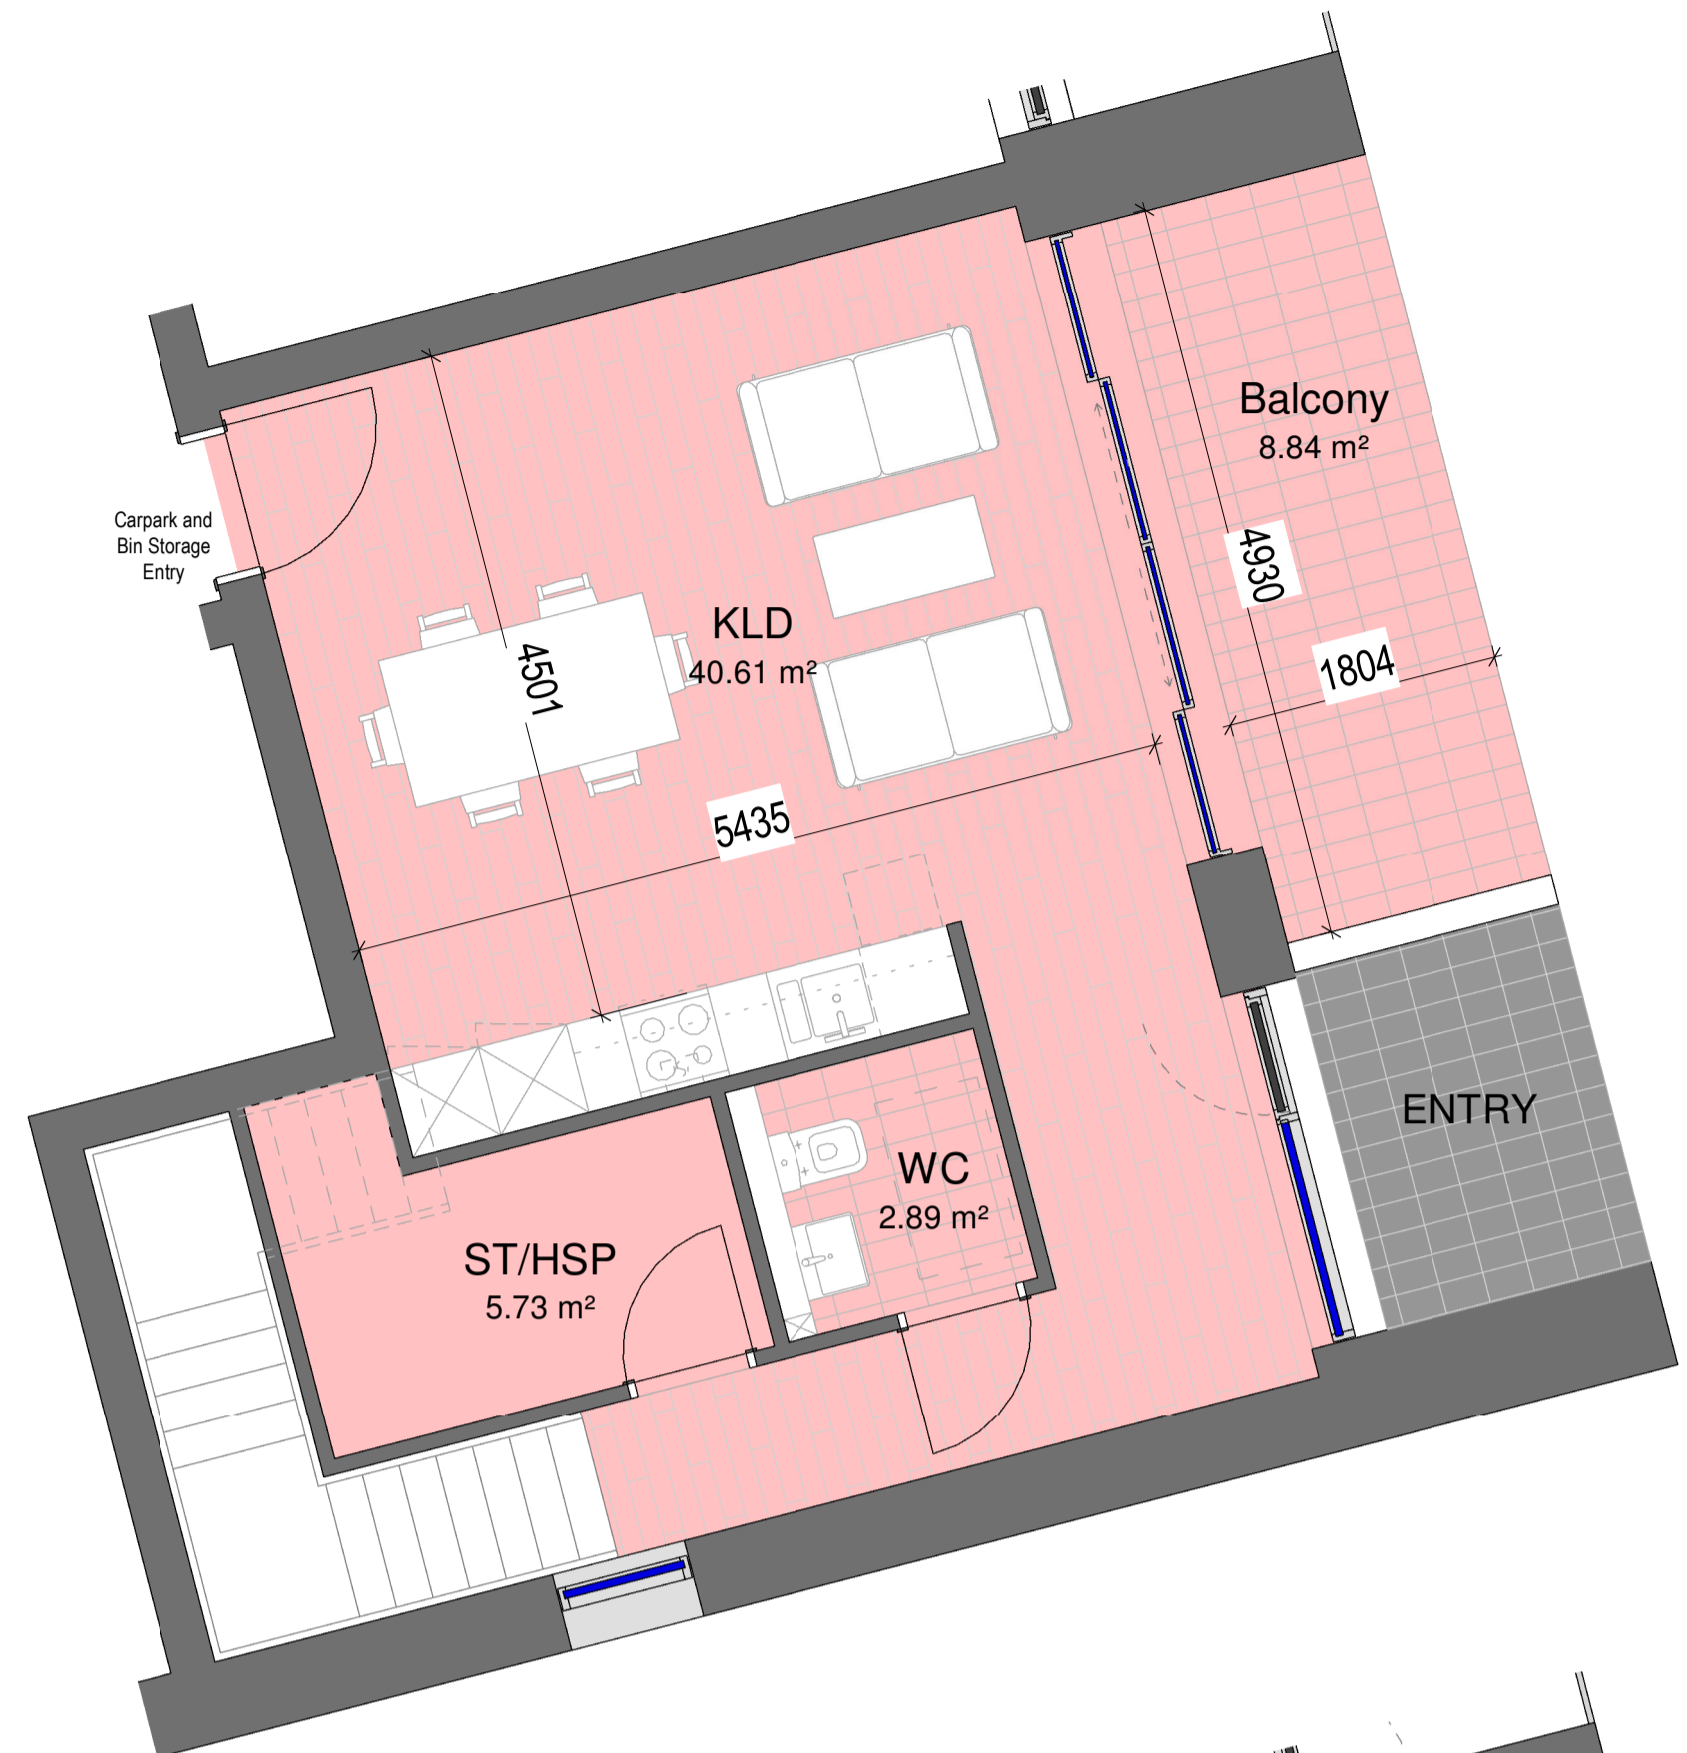 Balcony
8.84 m²
Carpark and
Bin Storage
Entry
4930
KLD
40.61 m²
4501
1804
5435
ENTRY
WC
2.89 m²
ST/HSP
5.73 m²